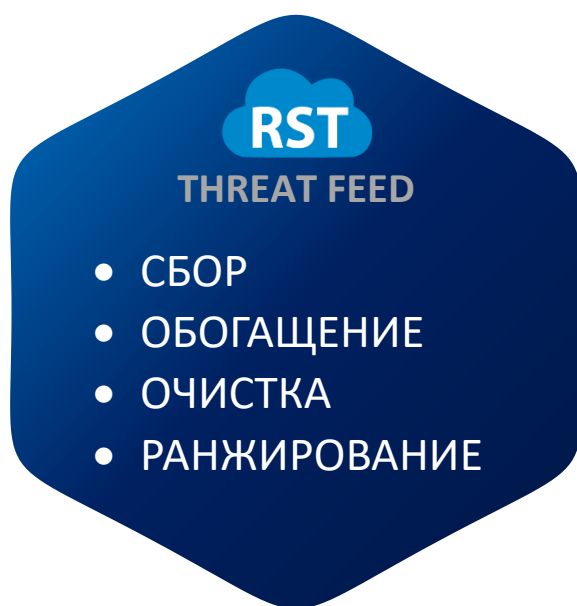 RST
THREAT FEED
• СБОР
• ОБОГАЩЕНИЕ
• ОЧИСТКА
• РАНЖИРОВАНИЕ